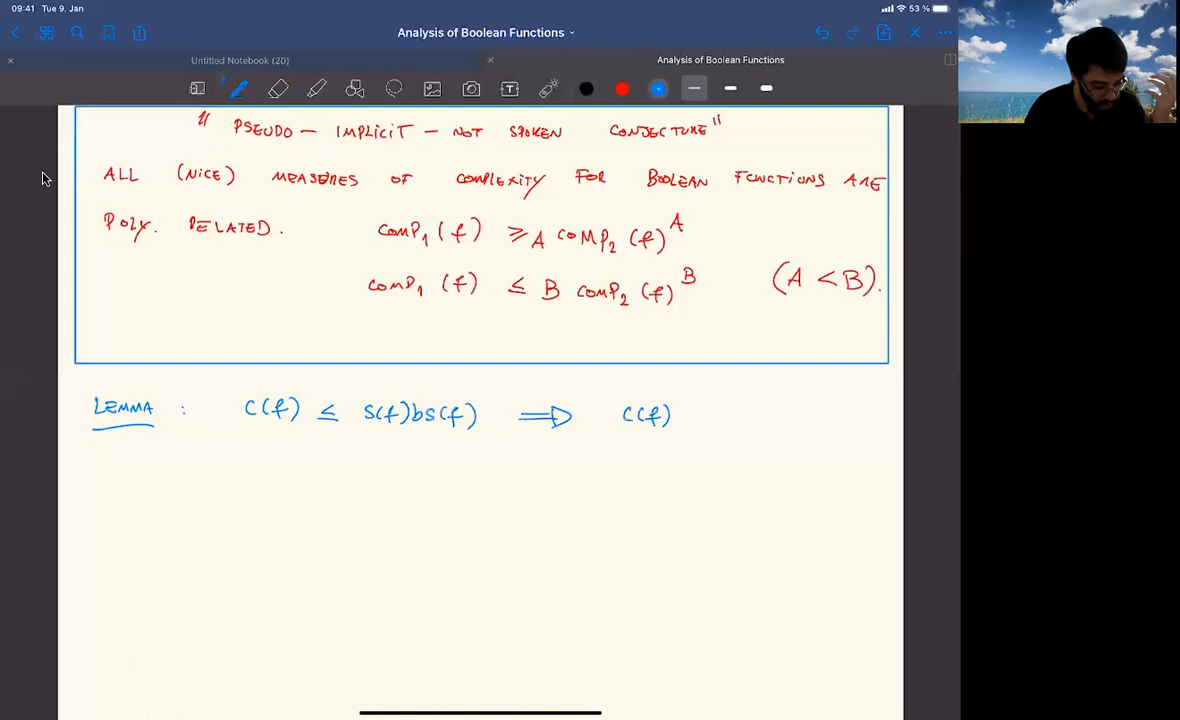 09:41 Tue 9. Jan
53 %
Analysis of Boolean Functions
Untitled Notebook (20)
Analysis of Boolean Functions
" PSEUDO - IMPLICIT - NOT SPOKEN CONJECTURE "
ALL (NICE) MEASURES OF COMPLEXITY FOR BOOLEAN FUNCTIONS ARE
POLY. RELATED. COMP₁ (f) ≥ A COMP₂ (f)ᴬ
COMP₁ (f) ≤ B COMP₂ (f)ᴮ (A < B).
LEMMA : C(f) ≤ S(f)bS(f) ⟹ C(f)